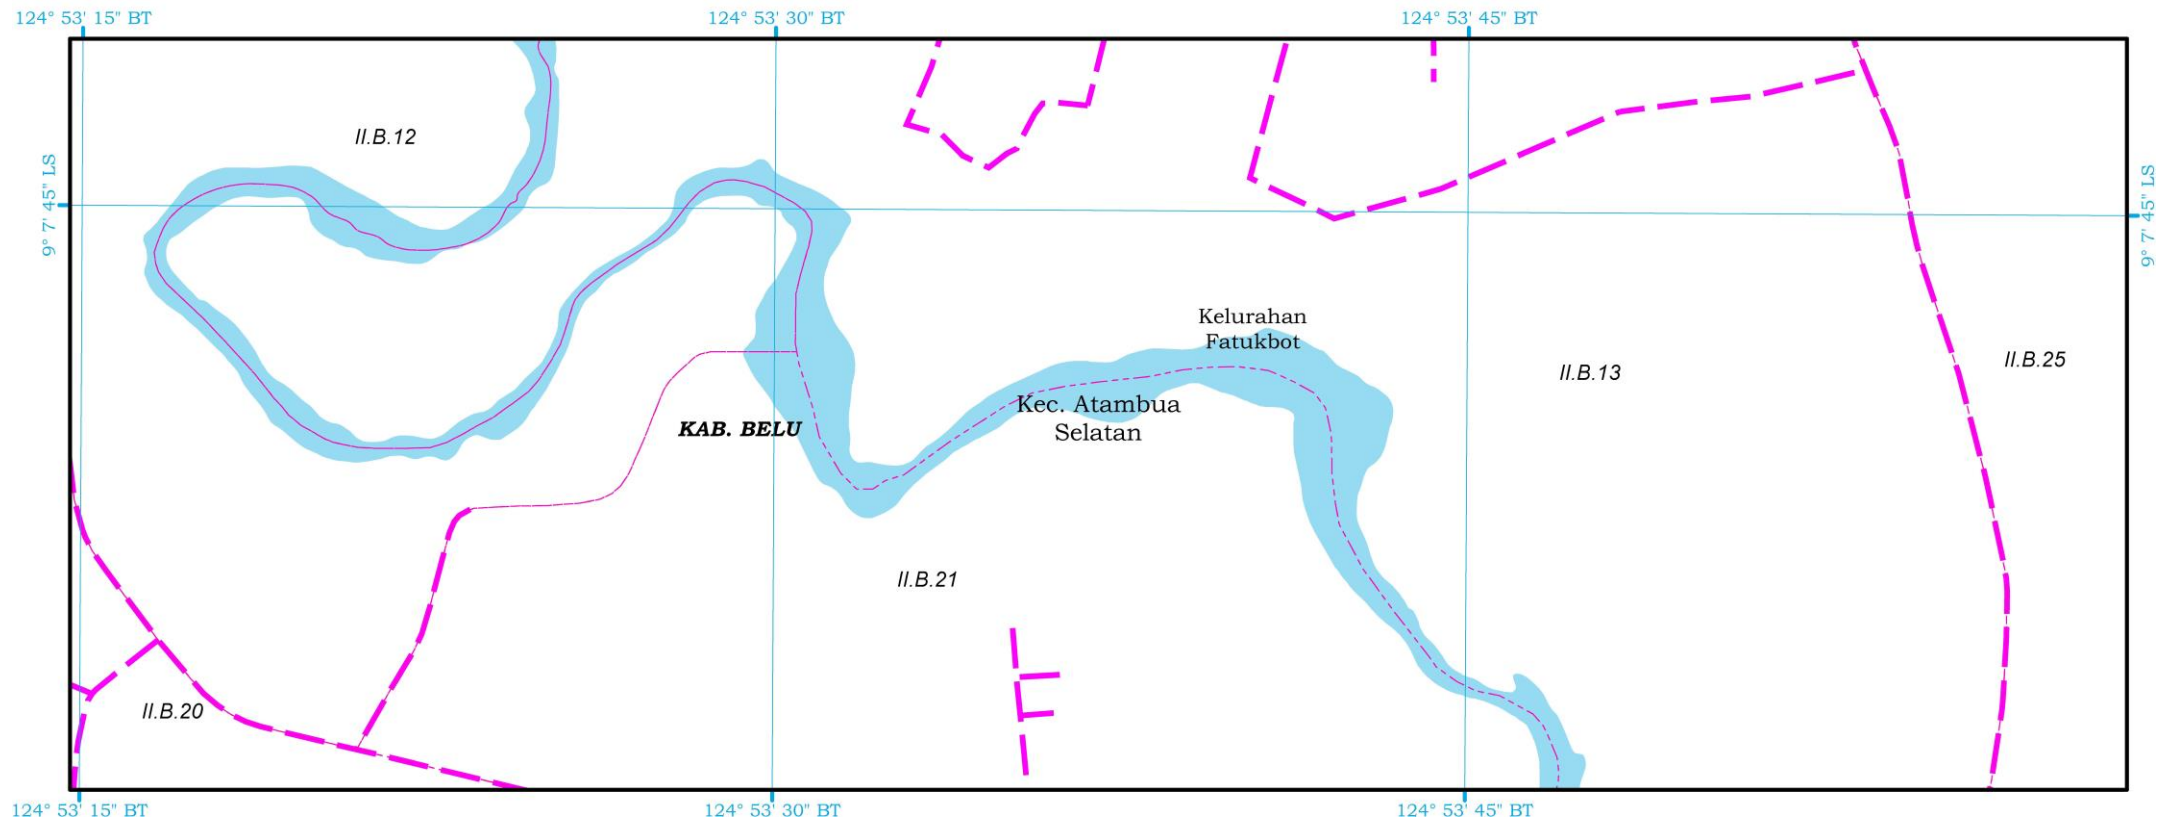 124° 53' 15" BT
124° 53' 30" BT
124° 53' 45" BT
II.B.12
9° 7' 45" LS
9° 7' 45" LS
Kelurahan
Fatukbot
II.B.13
II.B.25
Kec. Atambua
Selatan
KAB. BELU
II.B.21
II.B.20
124° 53' 15" BT
124° 53' 30" BT
124° 53' 45" BT